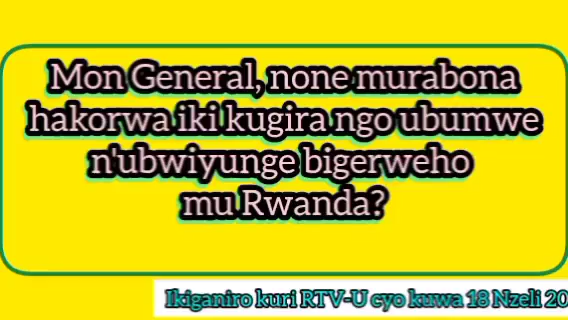 Mon General, none murabona
hakorwa iki kugira ngo ubumwe
n'ubwiyunge bigerweho
mu Rwanda?
Ikiganiro kuri RTV-U cyo kuwa 18 Nzeli 20